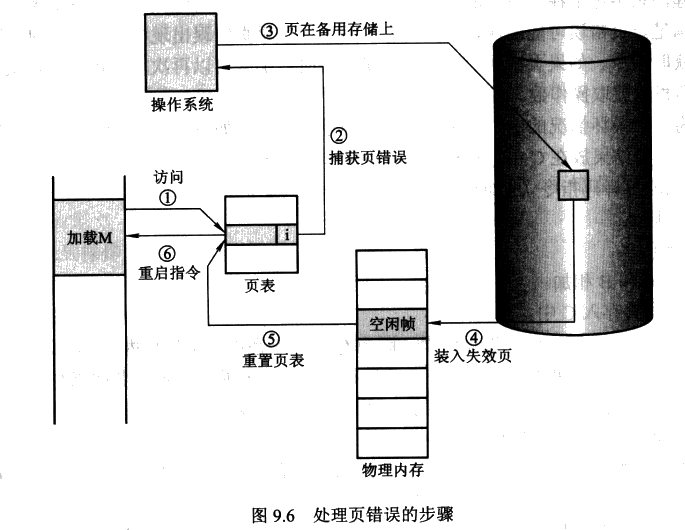 ③ 页在备用存储上
操作系统
②
捕获页错误
访问
①
加载M
i
⑥
重启指令
页表
空闲帧
⑤
重置页表
④
装入失效页
物理内存
图 9.6 处理页错误的步骤